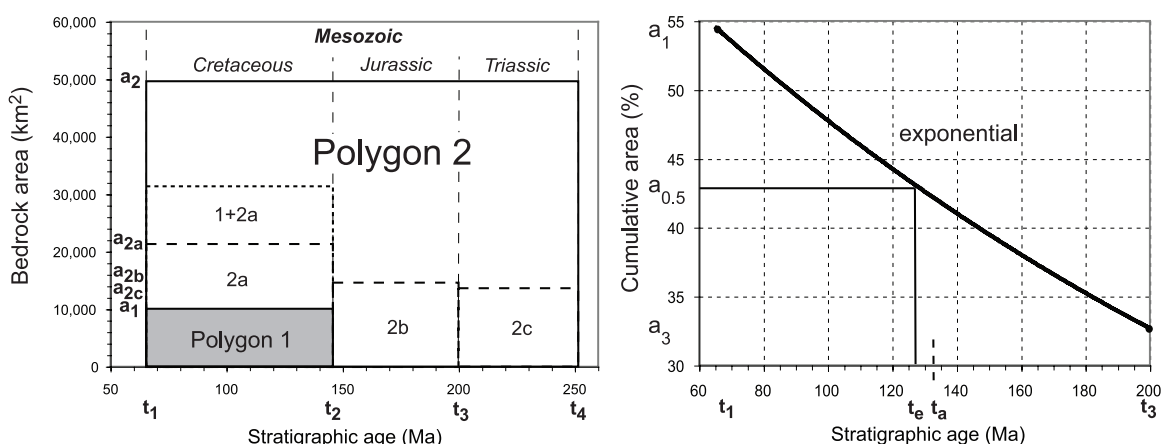 60,000
50,000
40,000
30,000
20,000
10,000
0
Bedrock area (km²)
a₂
a₂ₐ
a₂b
a₂c
a₁
Mesozoic
Cretaceous
Jurassic
Triassic
Polygon 2
1+2a
2a
Polygon 1
2b
2c
50
100
150
200
250
t₁
t₂
t₃
t₄
Stratigraphic age (Ma)
55
50
45
40
35
30
a₁
a₀.₅
a₃
Cumulative area (%)
exponential
60
80
100
120
140
160
180
200
t₁
tₑ
tₐ
t₃
Stratigraphic age (Ma)